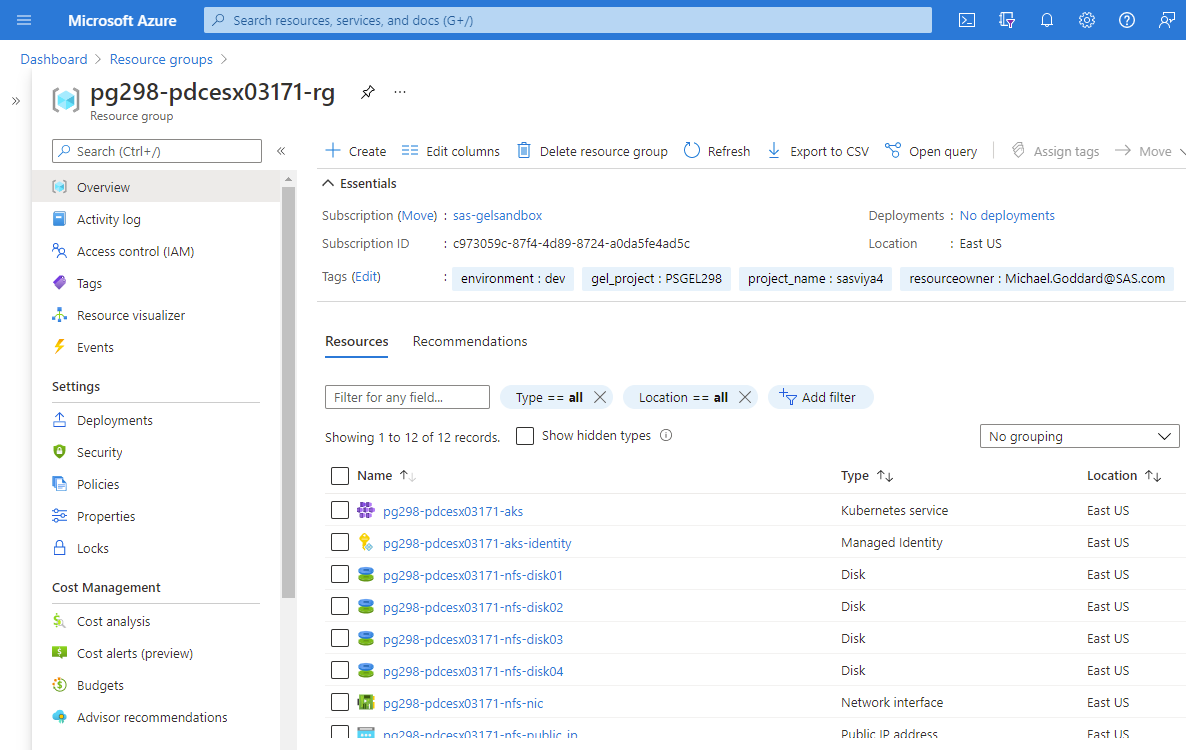 Microsoft Azure
Search resources, services, and docs (G+/)
Dashboard > Resource groups >
pg298-pdcesx03171-rg
Resource group
Search (Ctrl+/)
Create Edit columns Delete resource group Refresh Export to CSV Open query Assign tags Move
Overview
Activity log
Access control (IAM)
Tags
Resource visualizer
Events
Settings
Deployments
Security
Policies
Properties
Locks
Cost Management
Cost analysis
Cost alerts (preview)
Budgets
Advisor recommendations
Essentials
Subscription (Move) : sas-gelsandbox
Deployments : No deployments
Subscription ID : c973059c-87f4-4d89-8724-a0da5fe4ad5c
Location : East US
Tags (Edit) : environment : dev gel_project : PSGEL298 project_name : sasviya4 resourceowner : Michael.Goddard@SAS.com
Resources Recommendations
Filter for any field... Type == all Location == all Add filter
Showing 1 to 12 of 12 records. Show hidden types No grouping
Name Type Location
pg298-pdcesx03171-aks Kubernetes service East US
pg298-pdcesx03171-aks-identity Managed Identity East US
pg298-pdcesx03171-nfs-disk01 Disk East US
pg298-pdcesx03171-nfs-disk02 Disk East US
pg298-pdcesx03171-nfs-disk03 Disk East US
pg298-pdcesx03171-nfs-disk04 Disk East US
pg298-pdcesx03171-nfs-nic Network interface East US
pg298-pdcesx03171-nfs-public_ip Public IP address East US